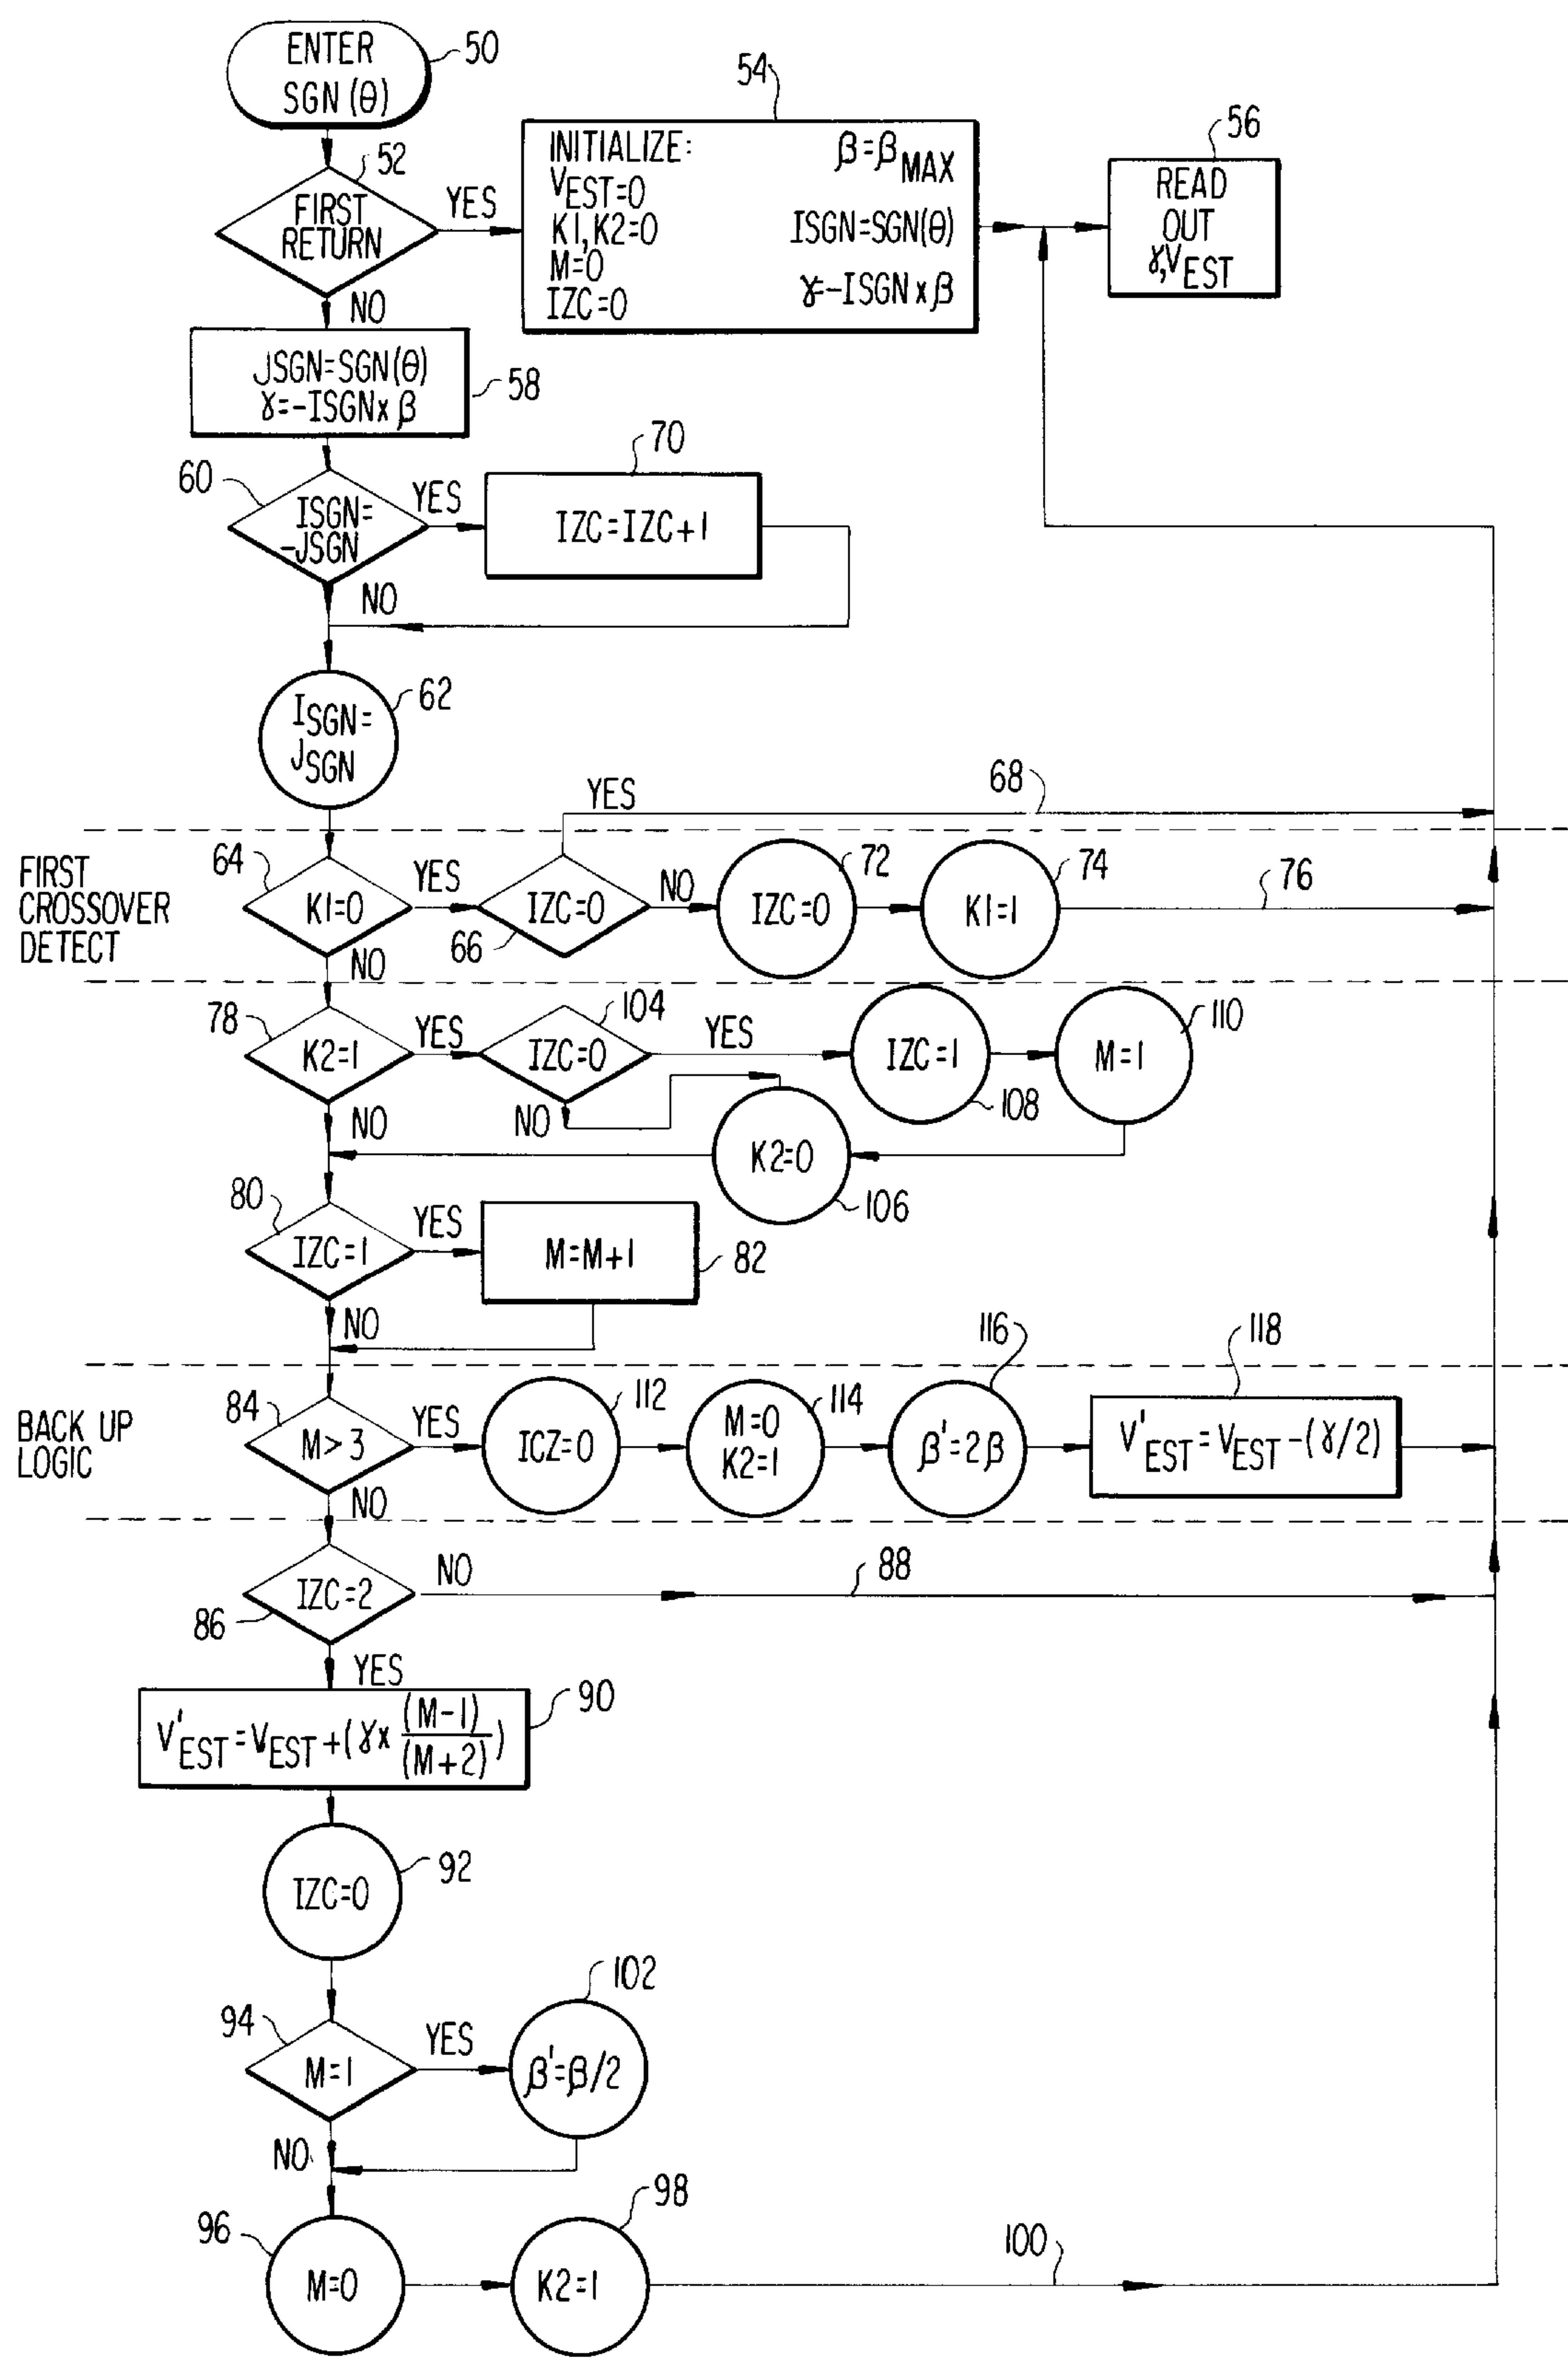 ENTER
SGN (θ)
50
52
FIRST
RETURN
YES
NO
54
INITIALIZE:
β=βMAX
VEST=0
K1,K2=0
ISGN=SGN(θ)
M=0
IZC=0
γ=-ISGN x β
56
READ
OUT
γ,VEST
JSGN=SGN(θ)
γ=-ISGN x β
58
60
ISGN=
-JSGN
YES
NO
70
IZC=IZC+1
ISGN=
JSGN
62
YES
68
FIRST
CROSSOVER
DETECT
64
K1=0
YES
NO
IZC=0
66
NO
IZC=0
72
K1=1
74
76
78
K2=1
YES
NO
104
IZC=0
YES
NO
IZC=1
108
M=1
110
K2=0
106
80
IZC=1
YES
NO
M=M+1
82
BACK UP
LOGIC
84
M>3
YES
NO
ICZ=0
112
M=0
K2=1
114
β'=2β
116
118
V'EST=VEST-(γ/2)
IZC=2
86
NO
88
YES
V'EST=VEST+(γx (M-1)/(M+2))
90
IZC=0
92
94
M=1
YES
NO
102
β'=β/2
96
M=0
98
K2=1
100